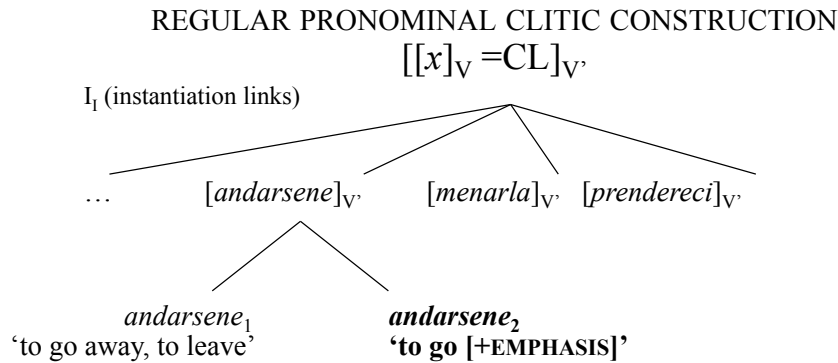 REGULAR PRONOMINAL CLITIC CONSTRUCTION
[[x]V =CL]V’
II (instantiation links)
… [andarsene]V’ [menarla]V’ [prendereci]V’
andarsene1 andarsene2
‘to go away, to leave’ ‘to go [+EMPHASIS]’